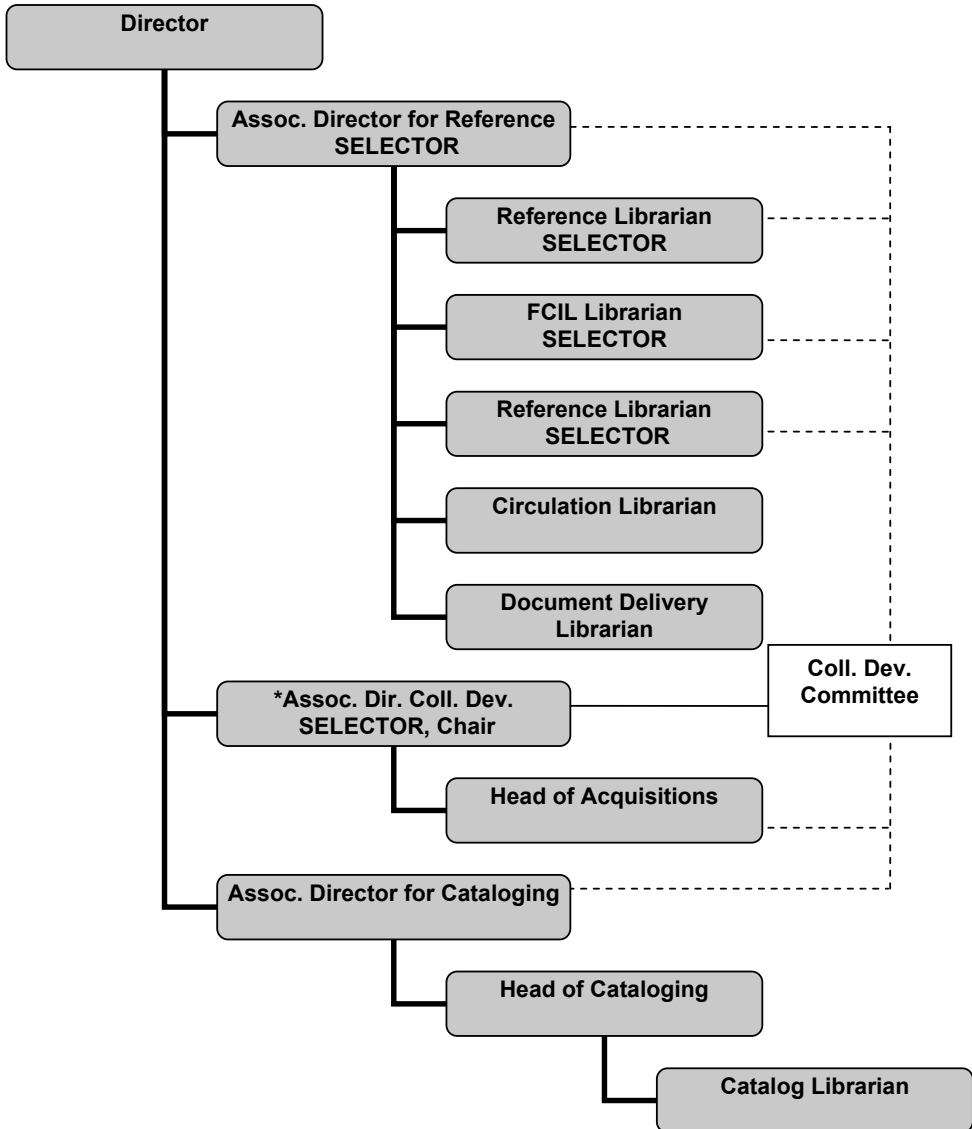 Director
Assoc. Director for Reference
SELECTOR
Reference Librarian
SELECTOR
FCIL Librarian
SELECTOR
Reference Librarian
SELECTOR
Circulation Librarian
Document Delivery
Librarian
Coll. Dev.
Committee
*Assoc. Dir. Coll. Dev.
SELECTOR, Chair
Head of Acquisitions
Assoc. Director for Cataloging
Head of Cataloging
Catalog Librarian